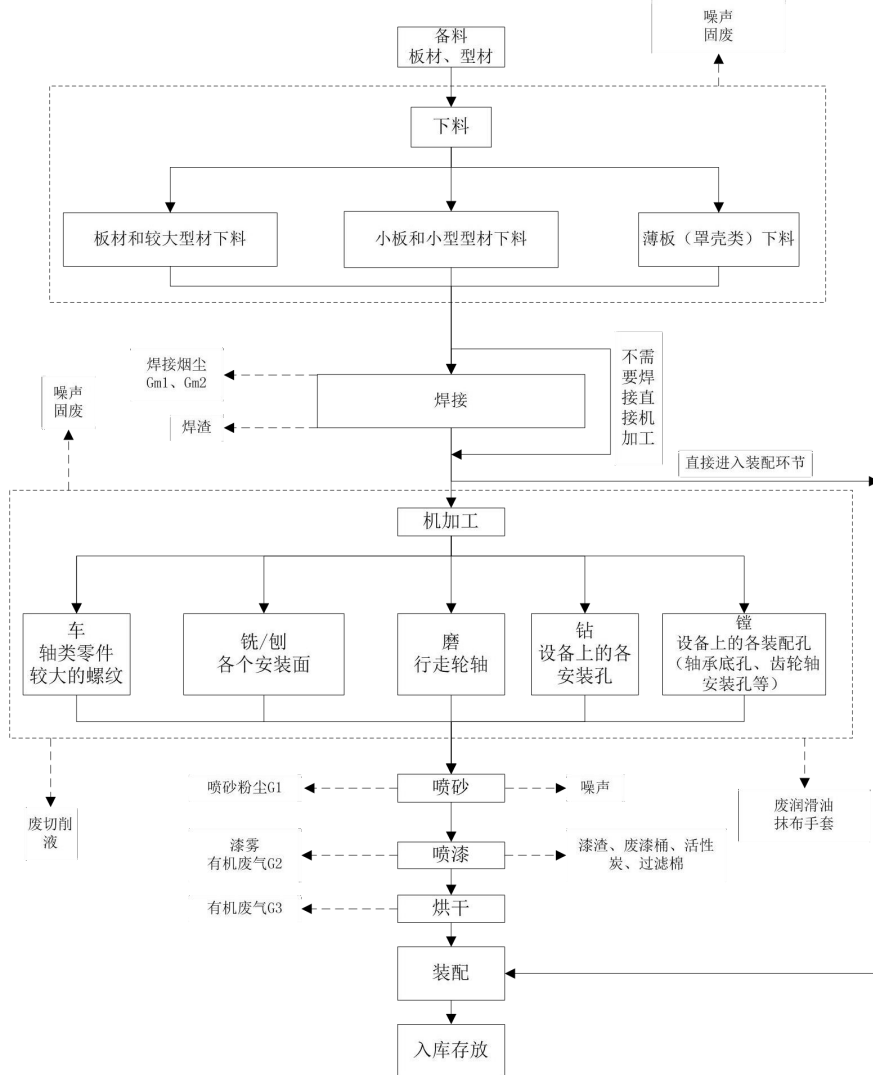 噪声
固废
备料
板材、型材
下料
板材和较大型材下料
小板和小型型材下料
薄板（罩壳类）下料
焊接烟尘
Gm1、Gm2
焊渣
焊接
不需
要焊
接直
接机
加工
噪声
固废
直接进入装配环节
机加工
车
轴类零件
较大的螺纹
铣/刨
各个安装面
磨
行走轮轴
钻
设备上的各
安装孔
镗
设备上的各装配孔
（轴承底孔、齿轮轴
安装孔等）
喷砂粉尘G1
喷砂
噪声
废切削
液
废润滑油
抹布手套
漆雾
有机废气G2
喷漆
漆渣、废漆桶、活性
炭、过滤棉
有机废气G3
烘干
装配
入库存放